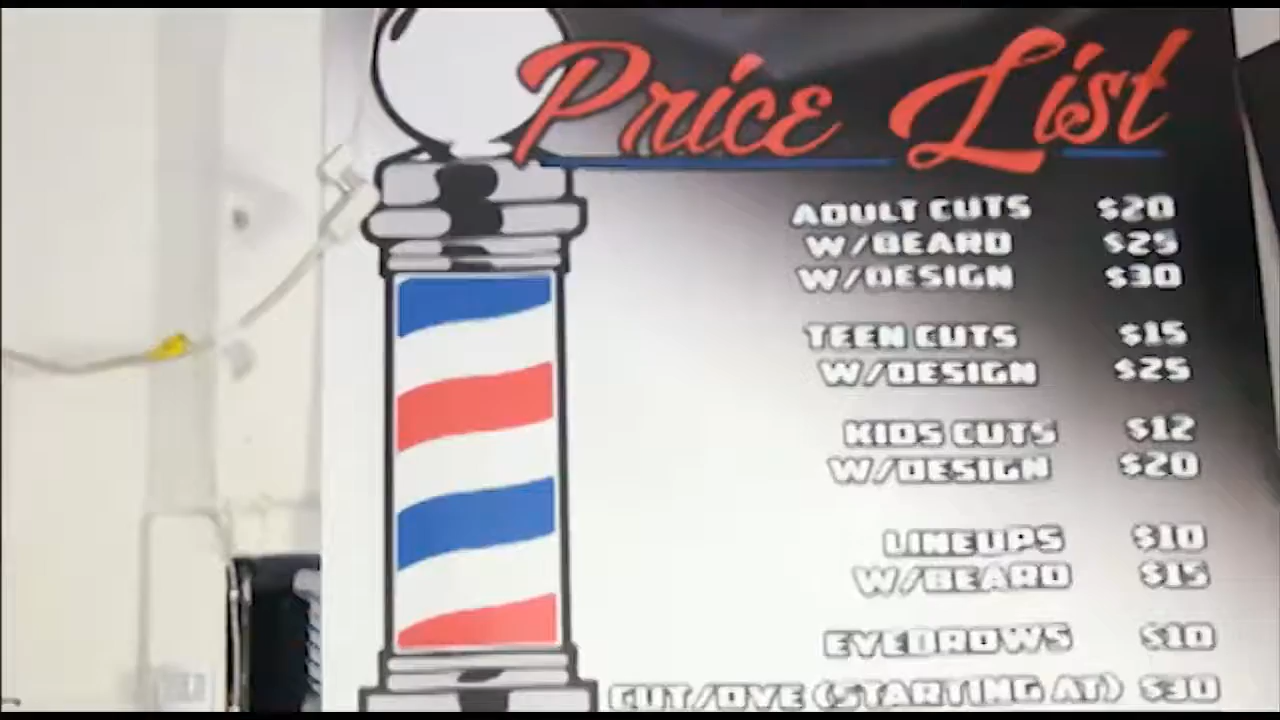 Price List
ADULT CUTS $20
W/BEARD $25
W/DESIGN $30
TEEN CUTS $15
W/DESIGN $25
KIDS CUTS $12
W/DESIGN $20
LINEUPS $10
W/BEARD $15
EYEBROWS $10
CUT/DYE (STARTING AT) $30